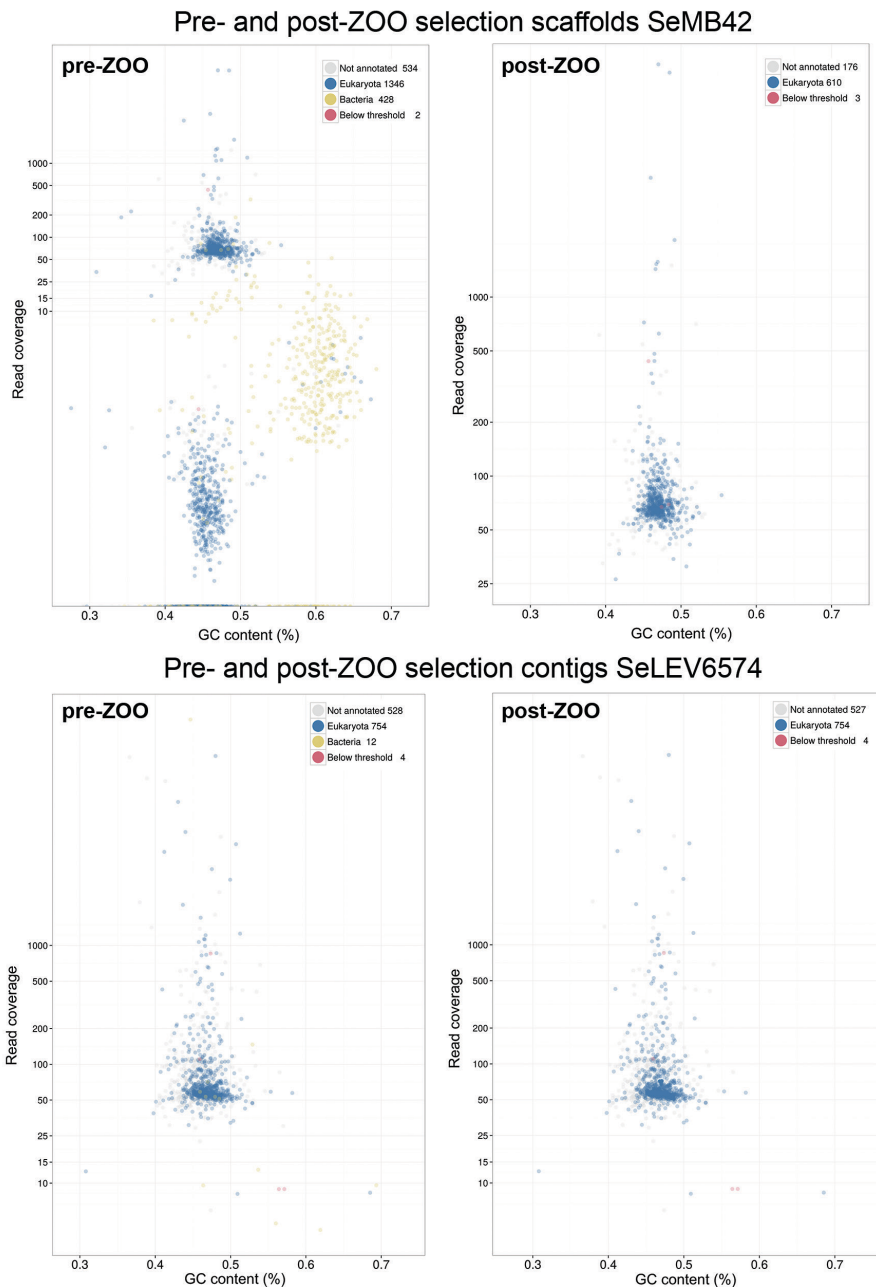 Pre- and post-ZOO selection scaffolds SeMB42
pre-ZOO
Not annotated 534
Eukaryota 1346
Bacteria 428
Below threshold 2
1000
500
200
100
50
25
15
10
Read coverage
0.3 0.4 0.5 0.6 0.7
GC content (%)
post-ZOO
Not annotated 176
Eukaryota 610
Below threshold 3
1000
500
200
100
50
25
Read coverage
0.3 0.4 0.5 0.6 0.7
GC content (%)
Pre- and post-ZOO selection contigs SeLEV6574
pre-ZOO
Not annotated 528
Eukaryota 754
Bacteria 12
Below threshold 4
1000
500
200
100
50
25
15
10
Read coverage
0.3 0.4 0.5 0.6 0.7
GC content (%)
post-ZOO
Not annotated 527
Eukaryota 754
Below threshold 4
1000
500
200
100
50
25
15
10
Read coverage
0.3 0.4 0.5 0.6 0.7
GC content (%)